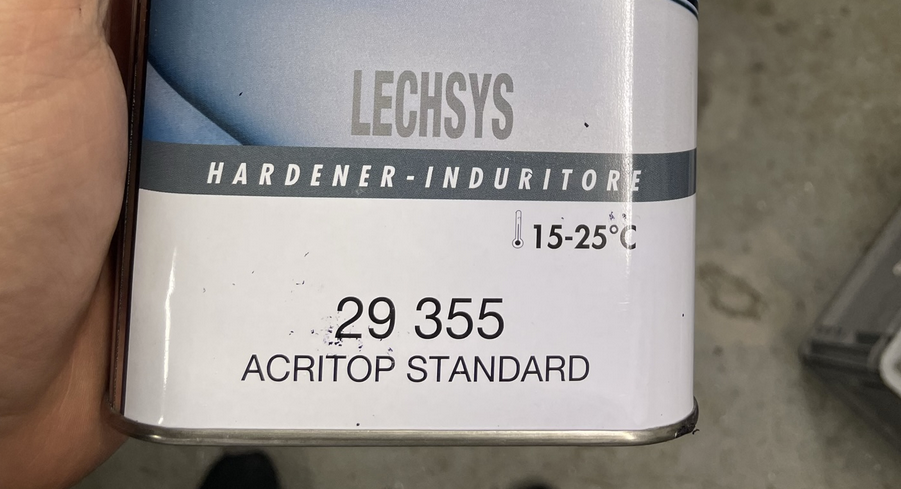 LECHSYS
HARDENER-INDURITORE
15-25°C
29 355
ACRITOP STANDARD